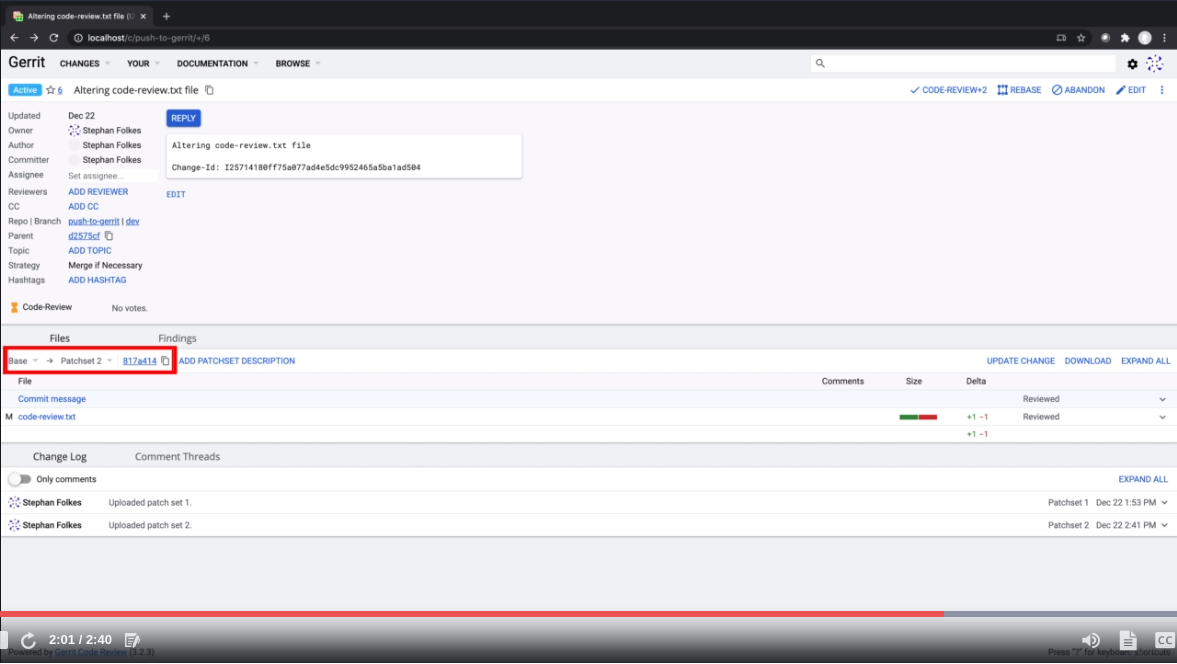 Altering code-review.txt file (
localhost/c/push-to-gerrit/+/6
Gerrit CHANGES YOUR DOCUMENTATION BROWSE
Active 6 Altering code-review.txt file CODE-REVIEW+2 REBASE ABANDON EDIT
Updated Dec 22 REPLY
Owner Stephan Folkes
Author Stephan Folkes Altering code-review.txt file
Committer Stephan Folkes
Assignee Set assignee... Change-Id: I25714180ff75a077ad4e5dc9952465a5ba1ad504
Reviewers ADD REVIEWER EDIT
CC ADD CC
Repo | Branch push-to-gerrit | dev
Parent d2575cf
Topic ADD TOPIC
Strategy Merge if Necessary
Hashtags ADD HASHTAG
Code-Review No votes.
Files Findings
Base → Patchset 2 817a414 ADD PATCHSET DESCRIPTION UPDATE CHANGE DOWNLOAD EXPAND ALL
File Comments Size Delta
Commit message Reviewed
M code-review.txt +1 -1 Reviewed
+1 -1
Change Log Comment Threads
Only comments EXPAND ALL
Stephan Folkes Uploaded patch set 1. Patchset 1 Dec 22 1:53 PM
Stephan Folkes Uploaded patch set 2. Patchset 2 Dec 22 2:41 PM
2:01 / 2:40 CC
Powered by Gerrit Code Review (3.2.3) Press "?" for keyboard shortcuts